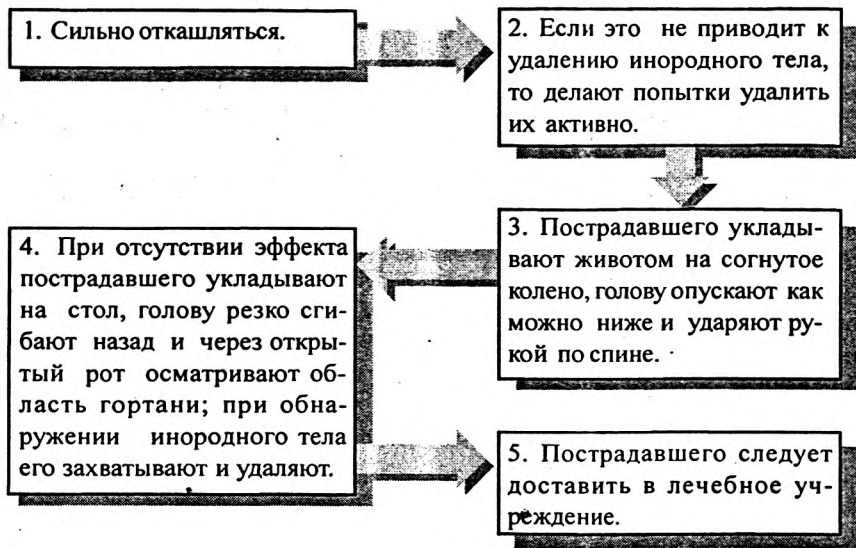 1. Сильно откашляться.
2. Если это не приводит к
удалению инородного тела,
то делают попытки удалить
их активно.
3. Пострадавшего укллады-
вают животом на согнутое
колено, голову опускают как
можно ниже и ударяют ру-
кой по спине.
4. При отсутствии эффекта
пострадавшего укладывают
на стол, голову резко сги-
бают назад и через откры-
тый рот осматривают об-
ласть гортани; при обна-
ружении инородного тела
его захватывают и удаляют.
5. Пострадавшего следует
доставить в лечебное уч-
реждение.